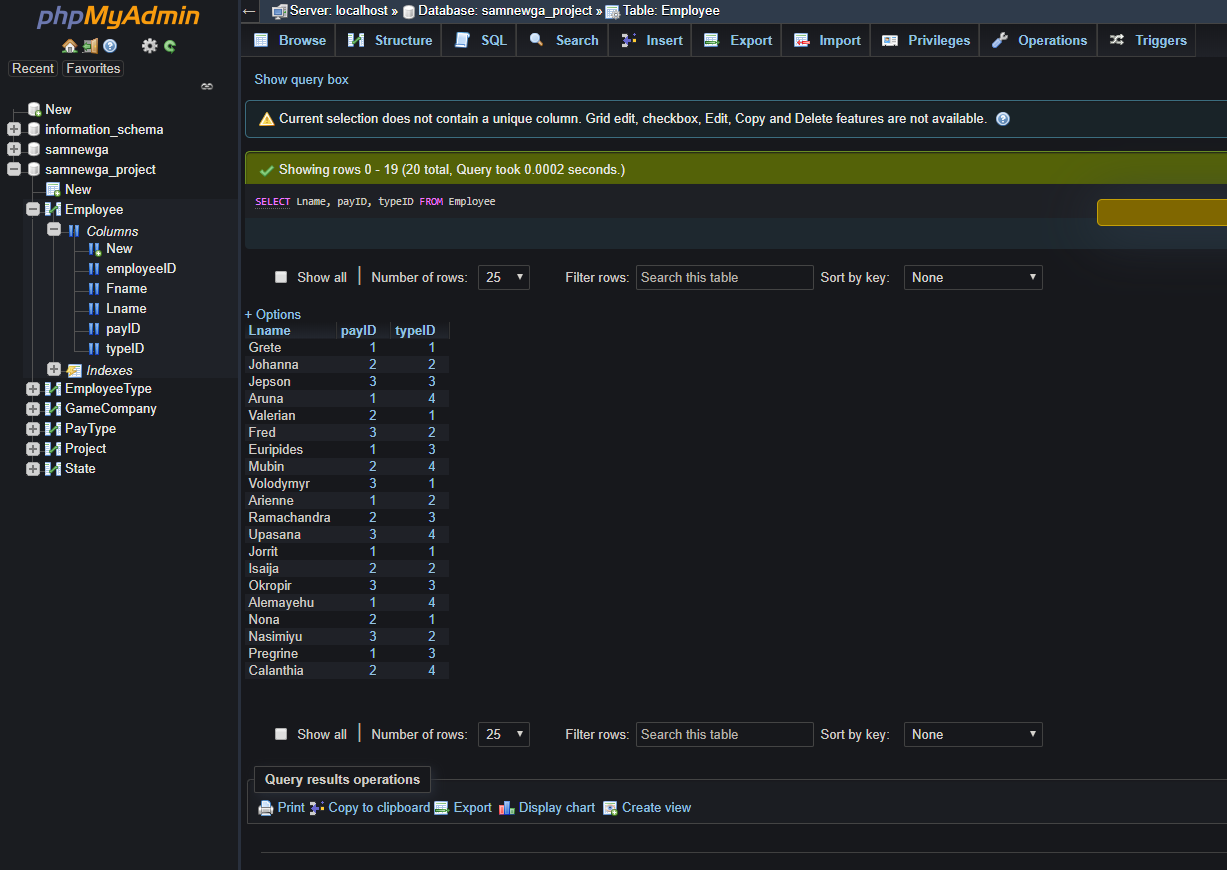 phpMyAdmin
Recent Favorites
New
information_schema
samnewga
samnewga_project
New
Employee
Columns
New
employeeID
Fname
Lname
payID
typeID
Indexes
EmployeeType
GameCompany
PayType
Project
State
← Server: localhost » Database: samnewga_project » Table: Employee
Browse Structure SQL Search Insert Export Import Privileges Operations Triggers
Show query box
Current selection does not contain a unique column. Grid edit, checkbox, Edit, Copy and Delete features are not available.
Showing rows 0 - 19 (20 total, Query took 0.0002 seconds.)
SELECT Lname, payID, typeID FROM Employee
Show all | Number of rows: 25 Filter rows: Search this table Sort by key: None
+ Options
Lname payID typeID
Grete 1 1
Johanna 2 2
Jepson 3 3
Aruna 1 4
Valerian 2 1
Fred 3 2
Euripides 1 3
Mubin 2 4
Volodymyr 3 1
Arienne 1 2
Ramachandra 2 3
Upasana 3 4
Jorrit 1 1
Isaija 2 2
Okropir 3 3
Alemayehu 1 4
Nona 2 1
Nasimiyu 3 2
Pregrine 1 3
Calanthia 2 4
Show all | Number of rows: 25 Filter rows: Search this table Sort by key: None
Query results operations
Print Copy to clipboard Export Display chart Create view